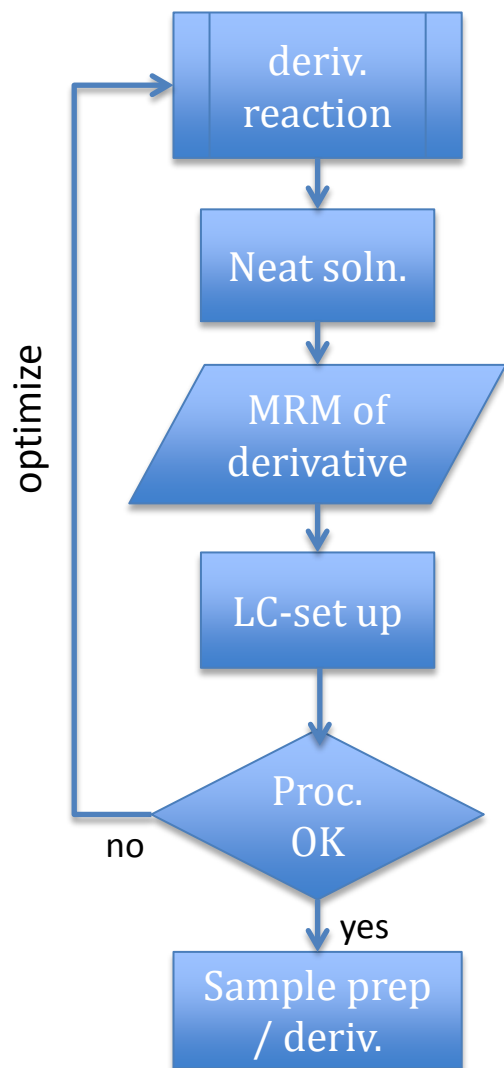 deriv.
reaction
Neat soln.
MRM of
derivative
optimize
LC-set up
Proc.
OK
no
yes
Sample prep
/ deriv.